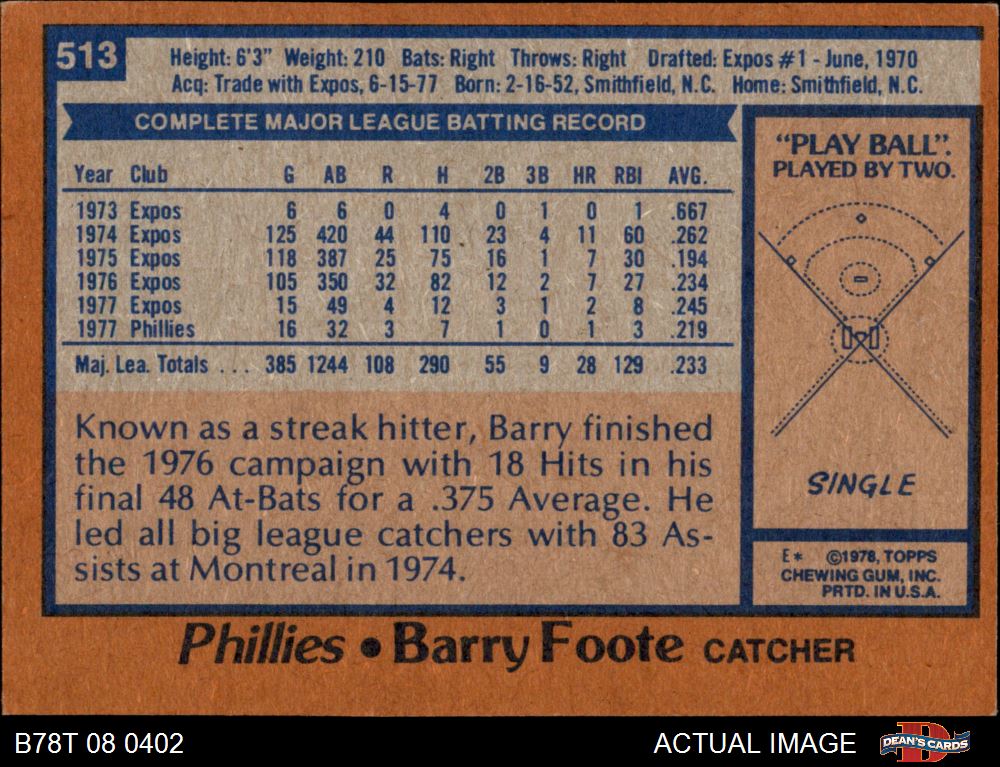 513
Height: 6'3" Weight: 210 Bats: Right Throws: Right Drafted: Expos #1 - June, 1970
Acq: Trade with Expos, 6-15-77 Born: 2-16-52, Smithfield, N.C. Home: Smithfield, N.C.
COMPLETE MAJOR LEAGUE BATTING RECORD
Year Club G AB R H 2B 3B HR RBI AVG.
1973 Expos 6 6 0 4 0 1 0 1 .667
1974 Expos 125 420 44 110 23 4 11 60 .262
1975 Expos 118 387 25 75 16 1 7 30 .194
1976 Expos 105 350 32 82 12 2 7 27 .234
1977 Expos 15 49 4 12 3 1 2 8 .245
1977 Phillies 16 32 3 7 1 0 1 3 .219
Maj. Lea. Totals . . . 385 1244 108 290 55 9 28 129 .233
Known as a streak hitter, Barry finished
the 1976 campaign with 18 Hits in his
final 48 At-Bats for a .375 Average. He
led all big league catchers with 83 As-
sists at Montreal in 1974.
"PLAY BALL".
PLAYED BY TWO.
SINGLE
E* ©1978, TOPPS
CHEWING GUM, INC.
PRTD. IN U.S.A.
Phillies • Barry Foote CATCHER
B78T 08 0402
ACTUAL IMAGE
D
DEAN'S CARDS